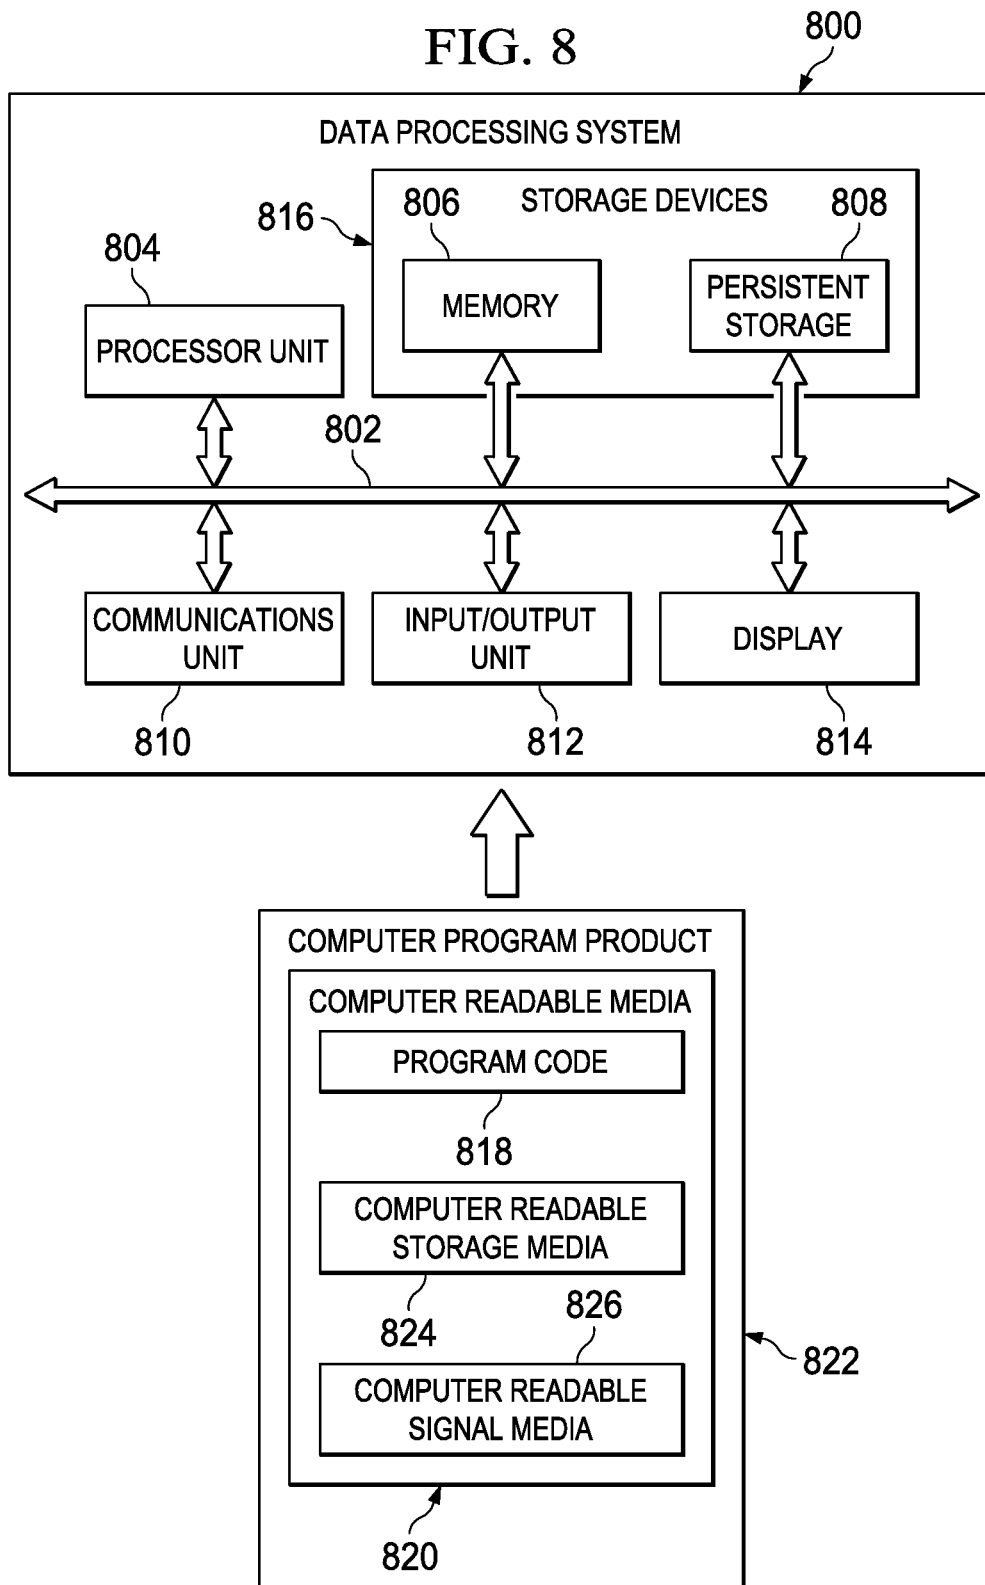 FIG. 8
800
DATA PROCESSING SYSTEM
STORAGE DEVICES
806
808
816
804
MEMORY
PERSISTENT
STORAGE
PROCESSOR UNIT
802
COMMUNICATIONS
UNIT
INPUT/OUTPUT
UNIT
DISPLAY
810
812
814
COMPUTER PROGRAM PRODUCT
COMPUTER READABLE MEDIA
PROGRAM CODE
818
COMPUTER READABLE
STORAGE MEDIA
824
826
822
COMPUTER READABLE
SIGNAL MEDIA
820